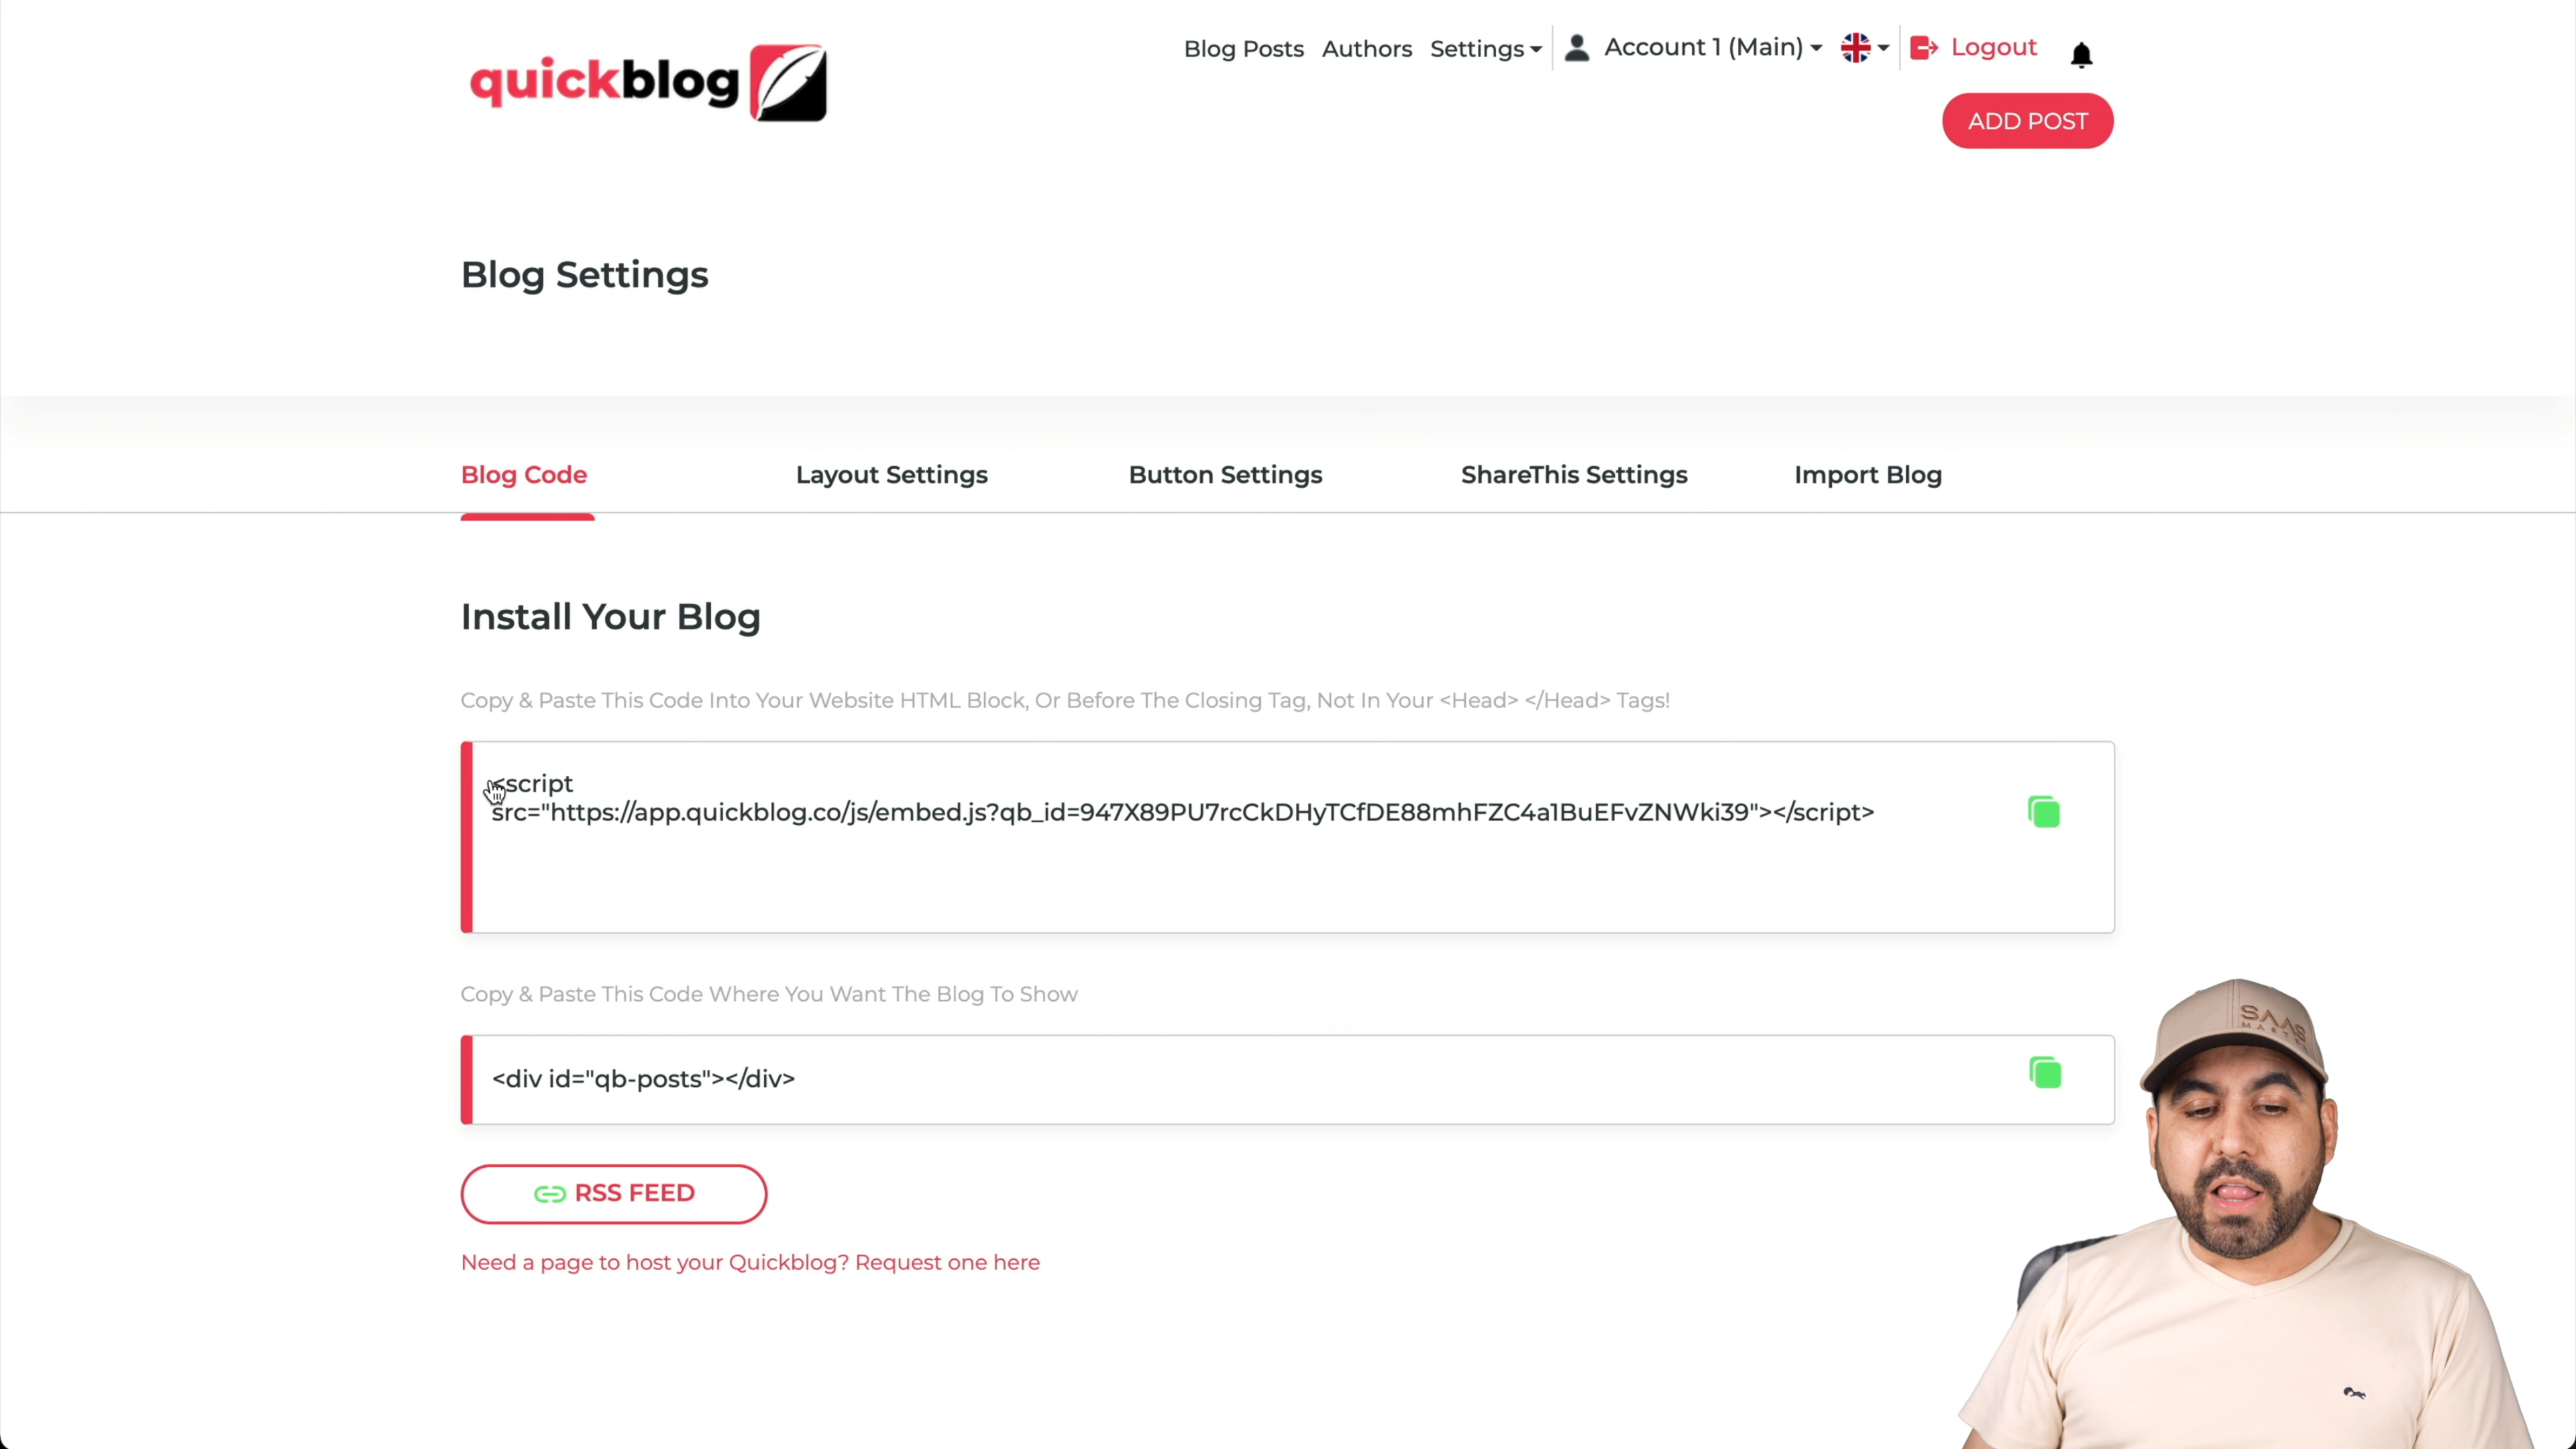 quickblog
Blog Posts Authors Settings Account 1 (Main) Logout
ADD POST
Blog Settings
Blog Code Layout Settings Button Settings ShareThis Settings Import Blog
Install Your Blog
Copy & Paste This Code Into Your Website HTML Block, Or Before The Closing Tag, Not In Your <Head> </Head> Tags!
<script
src="https://app.quickblog.co/js/embed.js?qb_id=947X89PU7rcCkDHyTCfDE88mhFZC4a1BuEFvZNWki39"></script>
Copy & Paste This Code Where You Want The Blog To Show
<div id="qb-posts"></div>
RSS FEED
Need a page to host your Quickblog? Request one here
SAAS